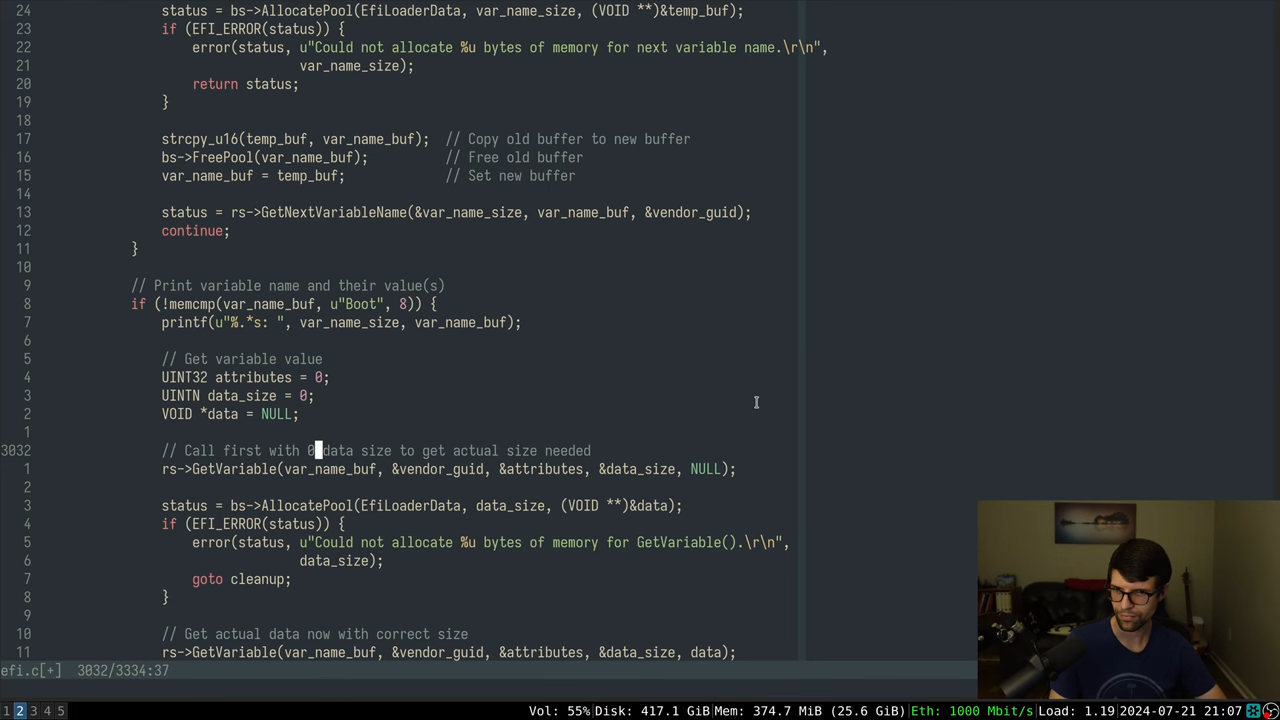 24 status = bs->AllocatePool(EfiLoaderData, var_name_size, (VOID **)&temp_buf);
23 if (EFI_ERROR(status)) {
22 error(status, u"Could not allocate %u bytes of memory for next variable name.\r\n",
21 var_name_size);
20 return status;
19 }
18
17 strcpy_u16(temp_buf, var_name_buf); // Copy old buffer to new buffer
16 bs->FreePool(var_name_buf); // Free old buffer
15 var_name_buf = temp_buf; // Set new buffer
14
13 status = rs->GetNextVariableName(&var_name_size, var_name_buf, &vendor_guid);
12 continue;
11 }
10
9 // Print variable name and their value(s)
8 if (!memcmp(var_name_buf, u"Boot", 8)) {
7 printf(u"%.*s: ", var_name_size, var_name_buf);
6
5 // Get variable value
4 UINT32 attributes = 0;
3 UINTN data_size = 0;
2 VOID *data = NULL;
1
3032 // Call first with 0 data size to get actual size needed
1 rs->GetVariable(var_name_buf, &vendor_guid, &attributes, &data_size, NULL);
2
3 status = bs->AllocatePool(EfiLoaderData, data_size, (VOID **)&data);
4 if (EFI_ERROR(status)) {
5 error(status, u"Could not allocate %u bytes of memory for GetVariable().\r\n",
6 data_size);
7 goto cleanup;
8 }
9
10 // Get actual data now with correct size
11 rs->GetVariable(var_name_buf, &vendor_guid, &attributes, &data_size, data);
efi.c[+] 3032/3334:37
1 2 3 4 5 Vol: 55% Disk: 417.1 GiB Mem: 374.7 MiB (25.6 GiB) Eth: 1000 Mbit/s Load: 1.19 2024-07-21 21:07